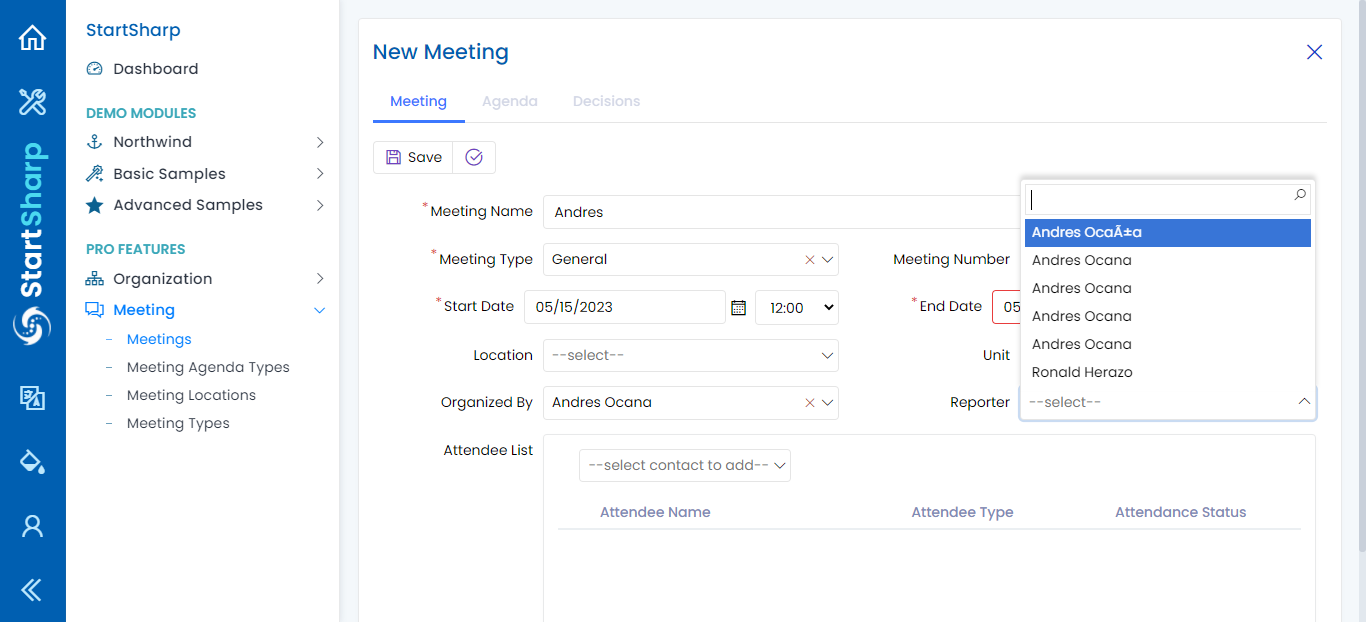 StartSharp
StartSharp
Dashboard
DEMO MODULES
Northwind
Basic Samples
Advanced Samples
PRO FEATURES
Organization
Meeting
Meetings
Meeting Agenda Types
Meeting Locations
Meeting Types
New Meeting
Meeting Agenda Decisions
Save
*Meeting Name Andres
*Meeting Type General
Meeting Number
*Start Date 05/15/2023 12:00
*End Date 05
Location --select--
Unit
Organized By Andres Ocana
Andres OcaÃ±a
Andres Ocana
Andres Ocana
Andres Ocana
Andres Ocana
Ronald Herazo
Reporter --select--
Attendee List
--select contact to add--
Attendee Name Attendee Type Attendance Status